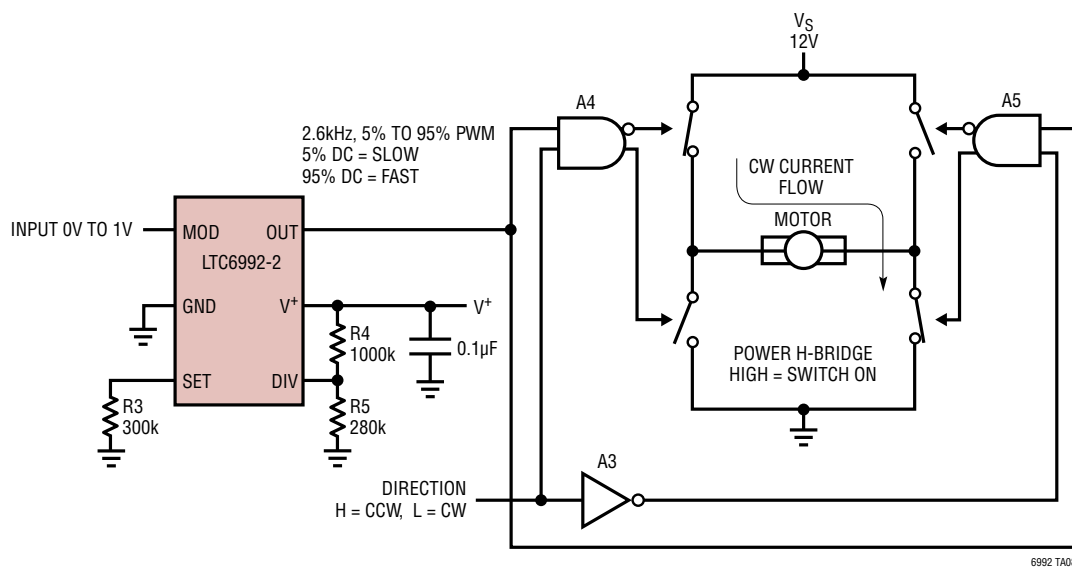 VS
12V
A4
A5
2.6kHz, 5% TO 95% PWM
5% DC = SLOW
95% DC = FAST
CW CURRENT
FLOW
MOTOR
INPUT 0V TO 1V
MOD
OUT
LTC6992-2
GND
V+
V+
R4
1000k
0.1µF
SET
DIV
R3
300k
R5
280k
POWER H-BRIDGE
HIGH = SWITCH ON
A3
DIRECTION
H = CCW, L = CW